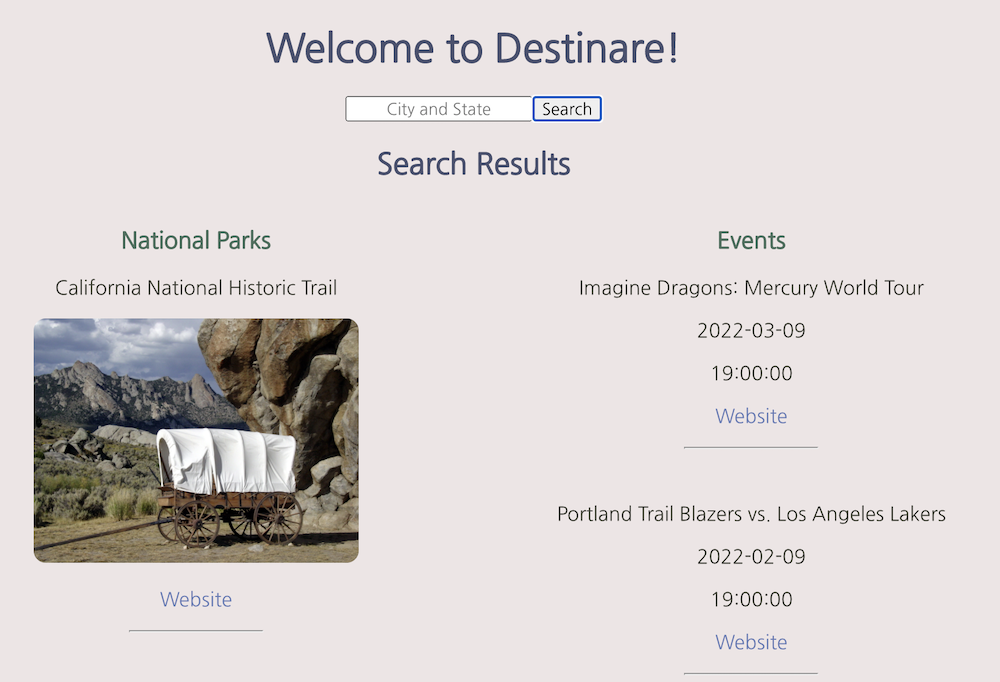 Welcome to Destinare!
City and State Search
Search Results
National Parks
California National Historic Trail
Website
Events
Imagine Dragons: Mercury World Tour
2022-03-09
19:00:00
Website
Portland Trail Blazers vs. Los Angeles Lakers
2022-02-09
19:00:00
Website